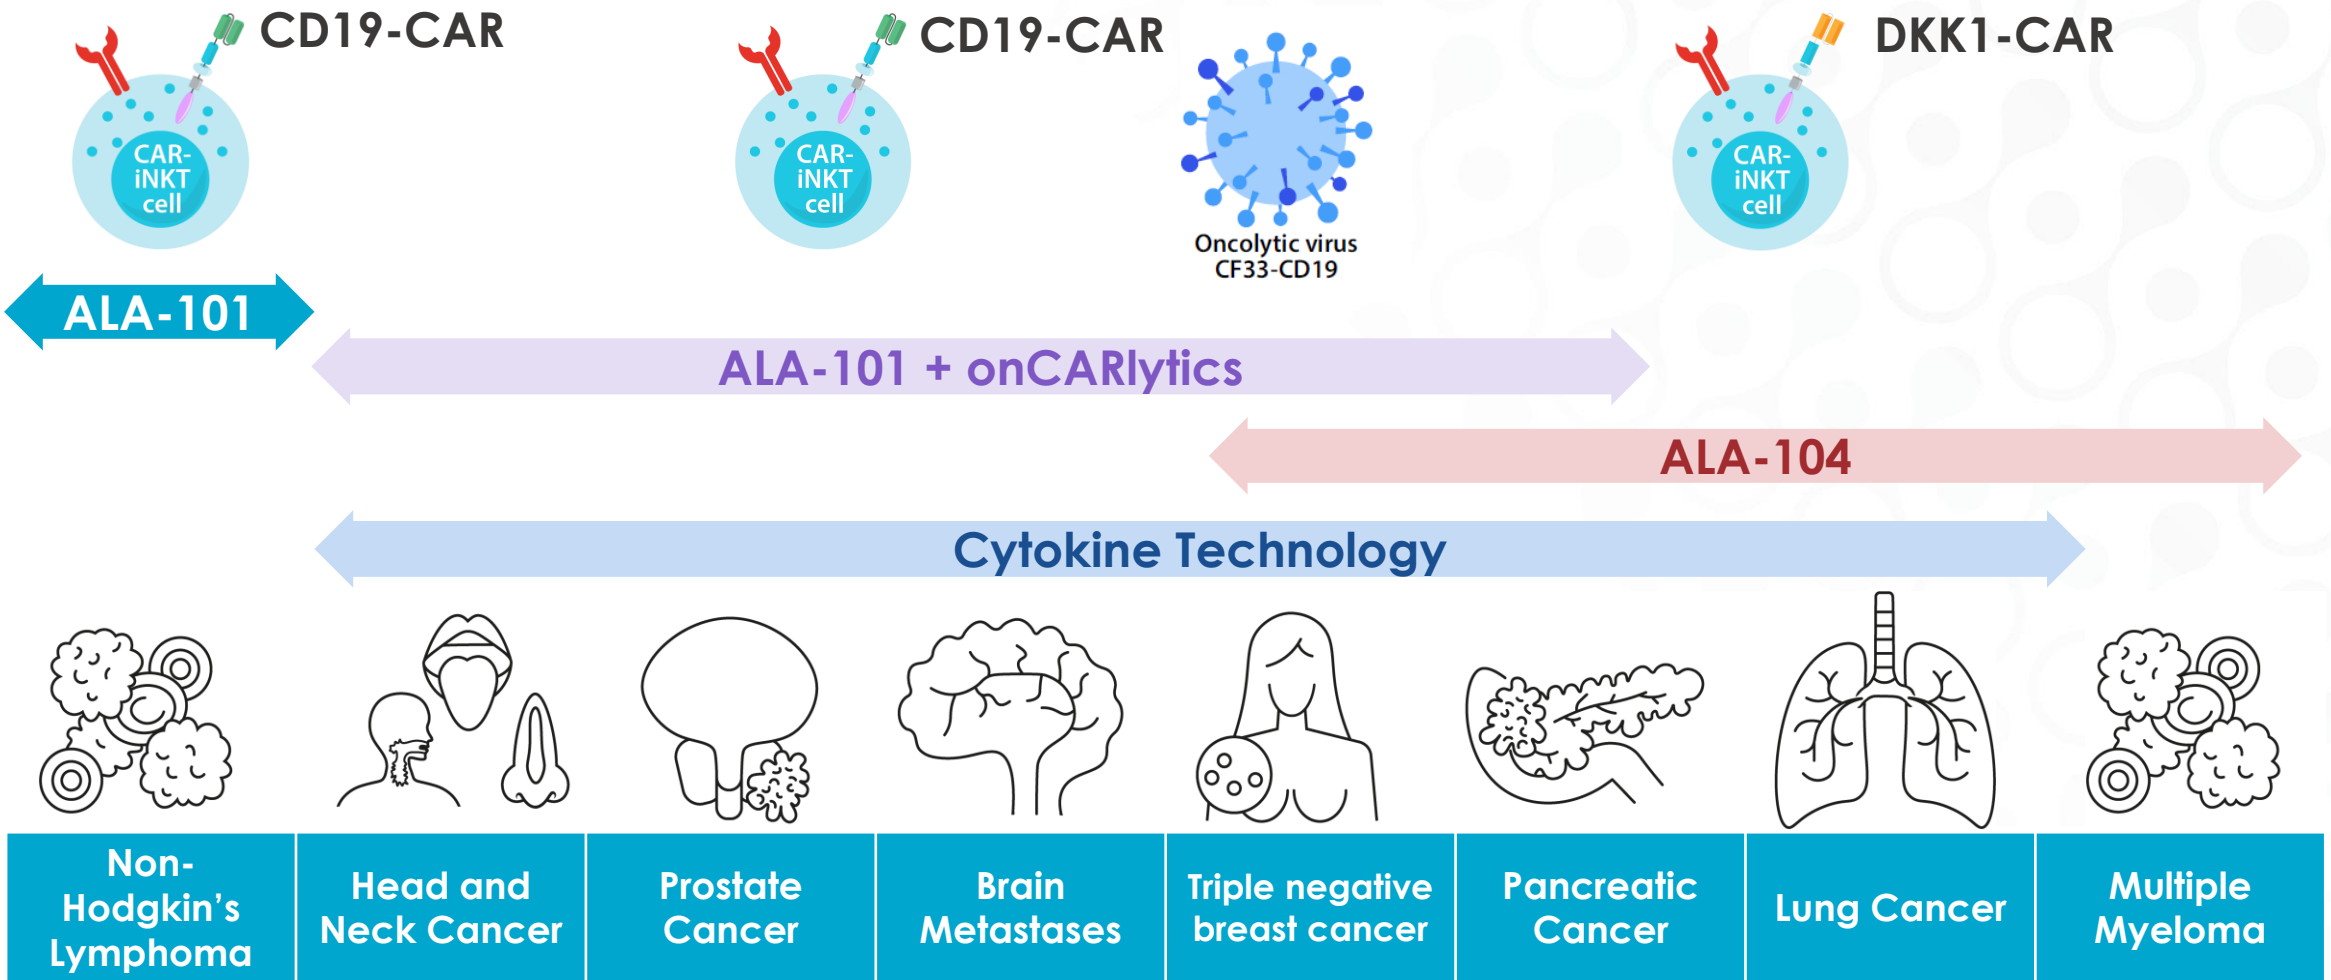 CD19-CAR
CAR-
iNKT
cell
CD19-CAR
CAR-
iNKT
cell
Oncolytic virus
CF33-CD19
DKK1-CAR
CAR-
iNKT
cell
ALA-101
ALA-101 + onCARlytics
ALA-104
Cytokine Technology
Non-
Hodgkin’s
Lymphoma
Head and
Neck Cancer
Prostate
Cancer
Brain
Metastases
Triple negative
breast cancer
Pancreatic
Cancer
Lung Cancer
Multiple
Myeloma